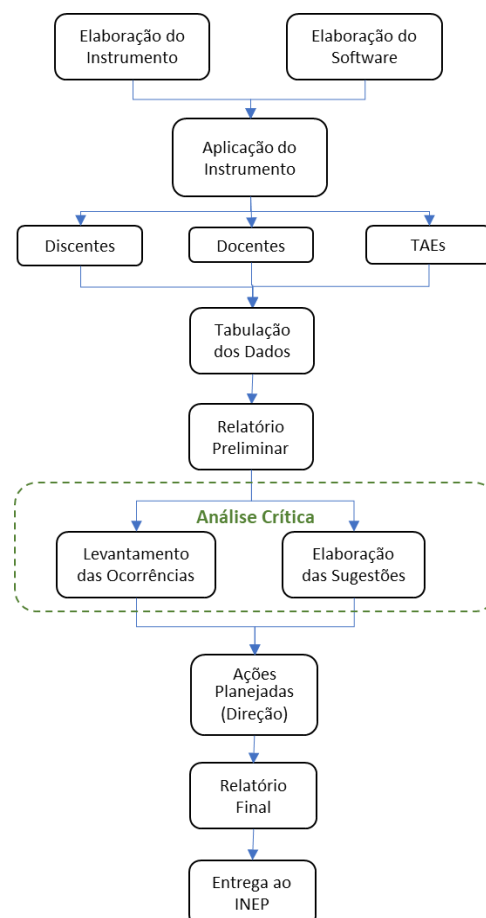 Elaboração do
Instrumento
Elaboração do
Software
Aplicação do
Instrumento
Discentes
Docentes
TAEs
Tabulação
dos Dados
Relatório
Preliminar
Análise Crítica
Levantamento
das Ocorrências
Elaboração
das Sugestões
Ações
Planejadas
(Direção)
Relatório
Final
Entrega ao
INEP